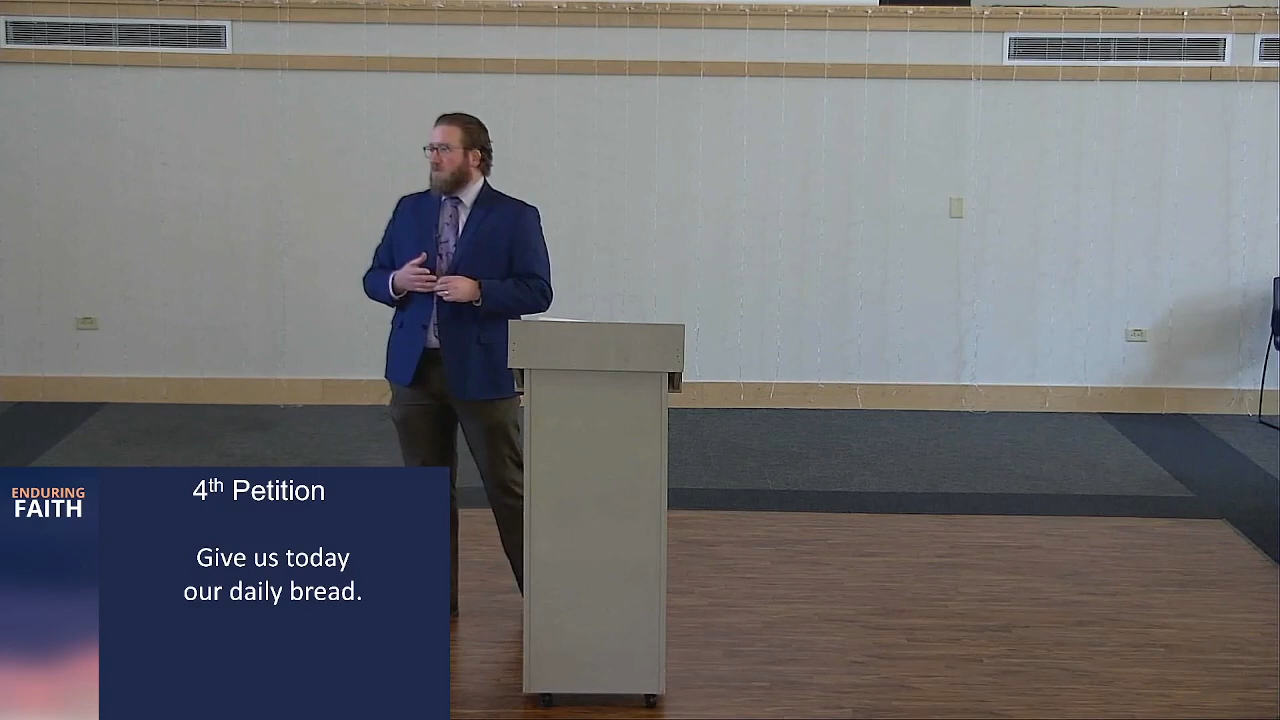 ENDURING
FAITH
4th Petition
Give us today
our daily bread.